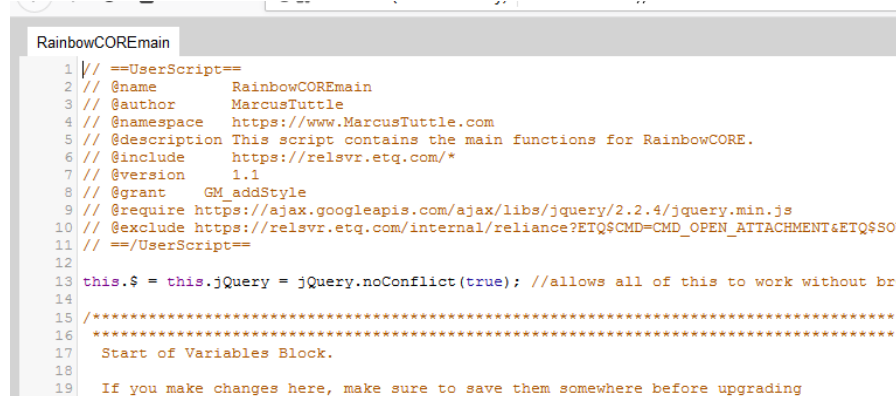 RainbowCOREmain
1 // ==UserScript==
2 // @name RainbowCOREmain
3 // @author MarcusTuttle
4 // @namespace https://www.MarcusTuttle.com
5 // @description This script contains the main functions for RainbowCORE.
6 // @include https://relsvr.etq.com/*
7 // @version 1.1
8 // @grant GM_addStyle
9 // @require https://ajax.googleapis.com/ajax/libs/jquery/2.2.4/jquery.min.js
10 // @exclude https://relsvr.etq.com/internal/reliance?ETQ$CMD=CMD_OPEN_ATTACHMENT&ETQ$SO
11 // ==/UserScript==
12
13 this.$ = this.jQuery = jQuery.noConflict(true); //allows all of this to work without br
14
15 /****************************************************************************************
16 ****************************************************************************************
17 Start of Variables Block.
18
19 If you make changes here, make sure to save them somewhere before upgrading